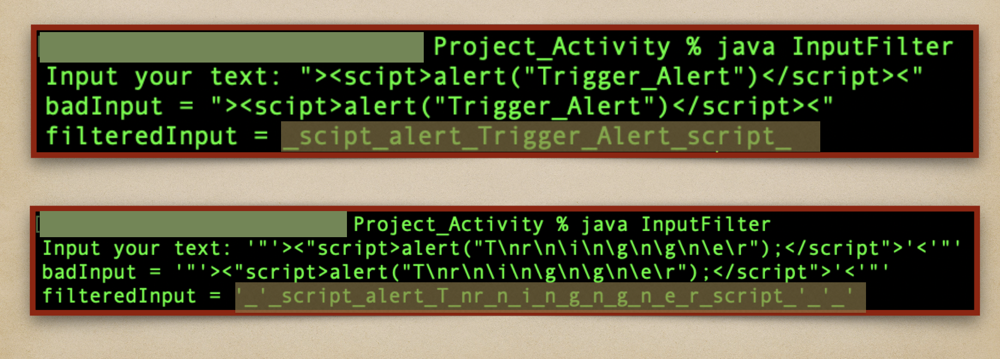 Project_Activity % java InputFilter
Input your text: "><scipt>alert("Trigger_Alert")</script><"
badInput = "><scipt>alert("Trigger_Alert")</script><"
filteredInput = _scipt_alert_Trigger_Alert_script_
Project_Activity % java InputFilter
Input your text: '"'><"script>alert("T\nr\n\i\n\g\n\g\n\e\r");</script">'<'"'
badInput = '"'><"script>alert("T\nr\n\i\n\g\n\g\n\e\r");</script">'<'"'
filteredInput = '_'_script_alert_T_nr_n_i_n_g_n_g_n_e_r_script_'_'_'